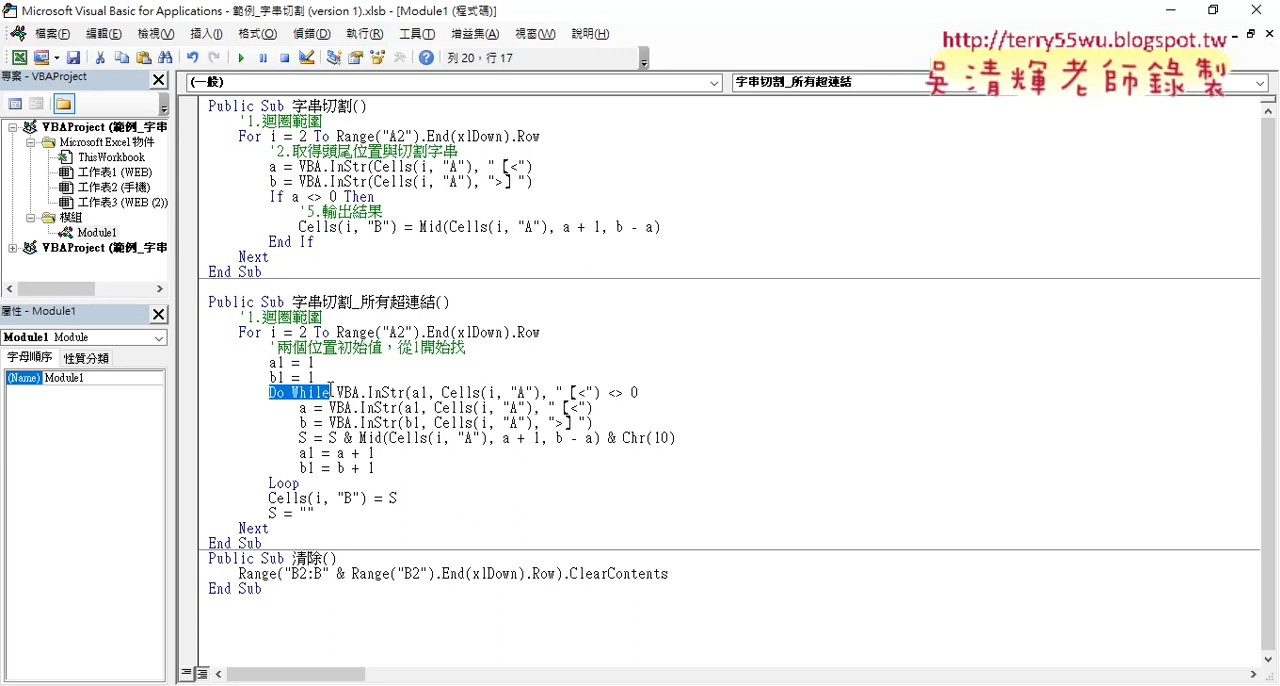 Microsoft Visual Basic for Applications - 範例_字串切割 (version 1).xlsb - [Module1 (程式碼)]
檔案(F) 編輯(E) 檢視(V) 插入(I) 格式(O) 偵錯(D) 執行(R) 工具(T) 增益集(A) 視窗(W) 說明(H)
http://terry55wu.blogspot.tw
吳清輝老師錄製
列 20，行 17
專案 - VBAProject
(一般)
字串切割_所有超連結
VBAProject (範例_字串
Microsoft Excel 物件
ThisWorkbook
工作表1 (WEB)
工作表2 (手機)
工作表3 (WEB (2))
模組
Module1
VBAProject (範例_字串
屬性 - Module1
Module1 Module
字母順序 性質分類
(Name) Module1
Public Sub 字串切割()
'1.迴圈範圍
For i = 2 To Range("A2").End(xlDown).Row
'2.取得頭尾位置與切割字串
a = VBA.InStr(Cells(i, "A"), "【<")
b = VBA.InStr(Cells(i, "A"), ">】")
If a <> 0 Then
'5.輸出結果
Cells(i, "B") = Mid(Cells(i, "A"), a + 1, b - a)
End If
Next
End Sub
Public Sub 字串切割_所有超連結()
'1.迴圈範圍
For i = 2 To Range("A2").End(xlDown).Row
'兩個位置初始值，從1開始找
a1 = 1
b1 = 1
Do While VBA.InStr(a1, Cells(i, "A"), "【<") <> 0
a = VBA.InStr(a1, Cells(i, "A"), "【<")
b = VBA.InStr(b1, Cells(i, "A"), ">】")
S = S & Mid(Cells(i, "A"), a + 1, b - a) & Chr(10)
a1 = a + 1
b1 = b + 1
Loop
Cells(i, "B") = S
S = ""
Next
End Sub
Public Sub 清除()
Range("B2:B" & Range("B2").End(xlDown).Row).ClearContents
End Sub